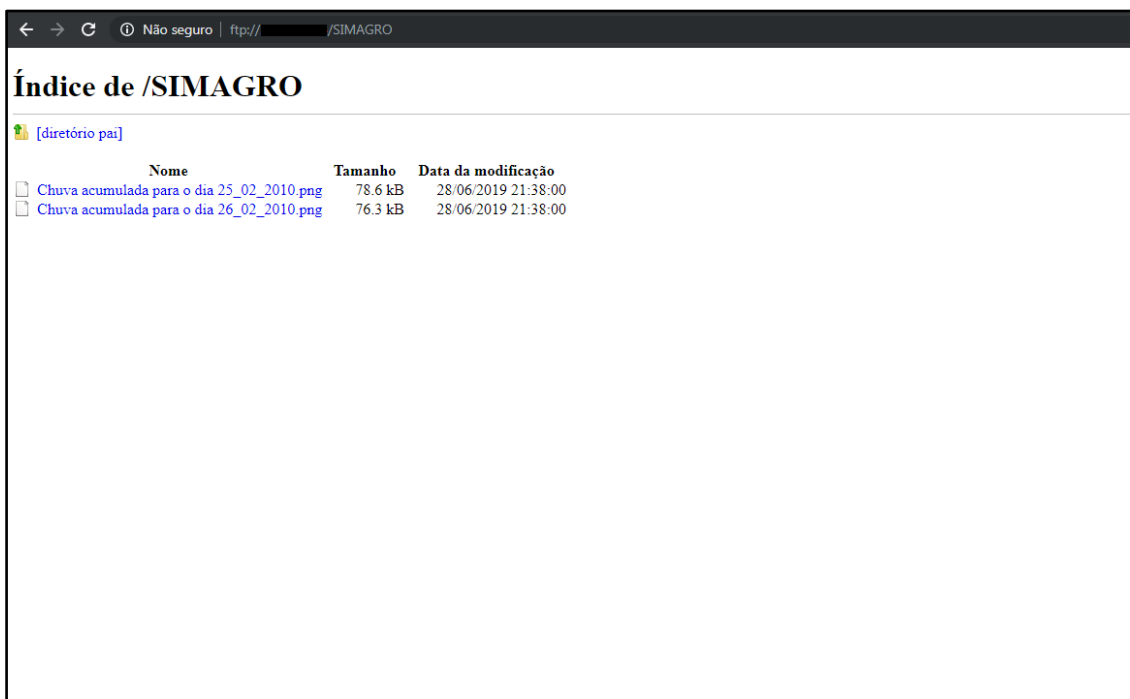 Não seguro | ftp:// /SIMAGRO
Índice de /SIMAGRO
[diretório pai]
Nome Tamanho Data da modificação
Chuva acumulada para o dia 25_02_2010.png 78.6 kB 28/06/2019 21:38:00
Chuva acumulada para o dia 26_02_2010.png 76.3 kB 28/06/2019 21:38:00